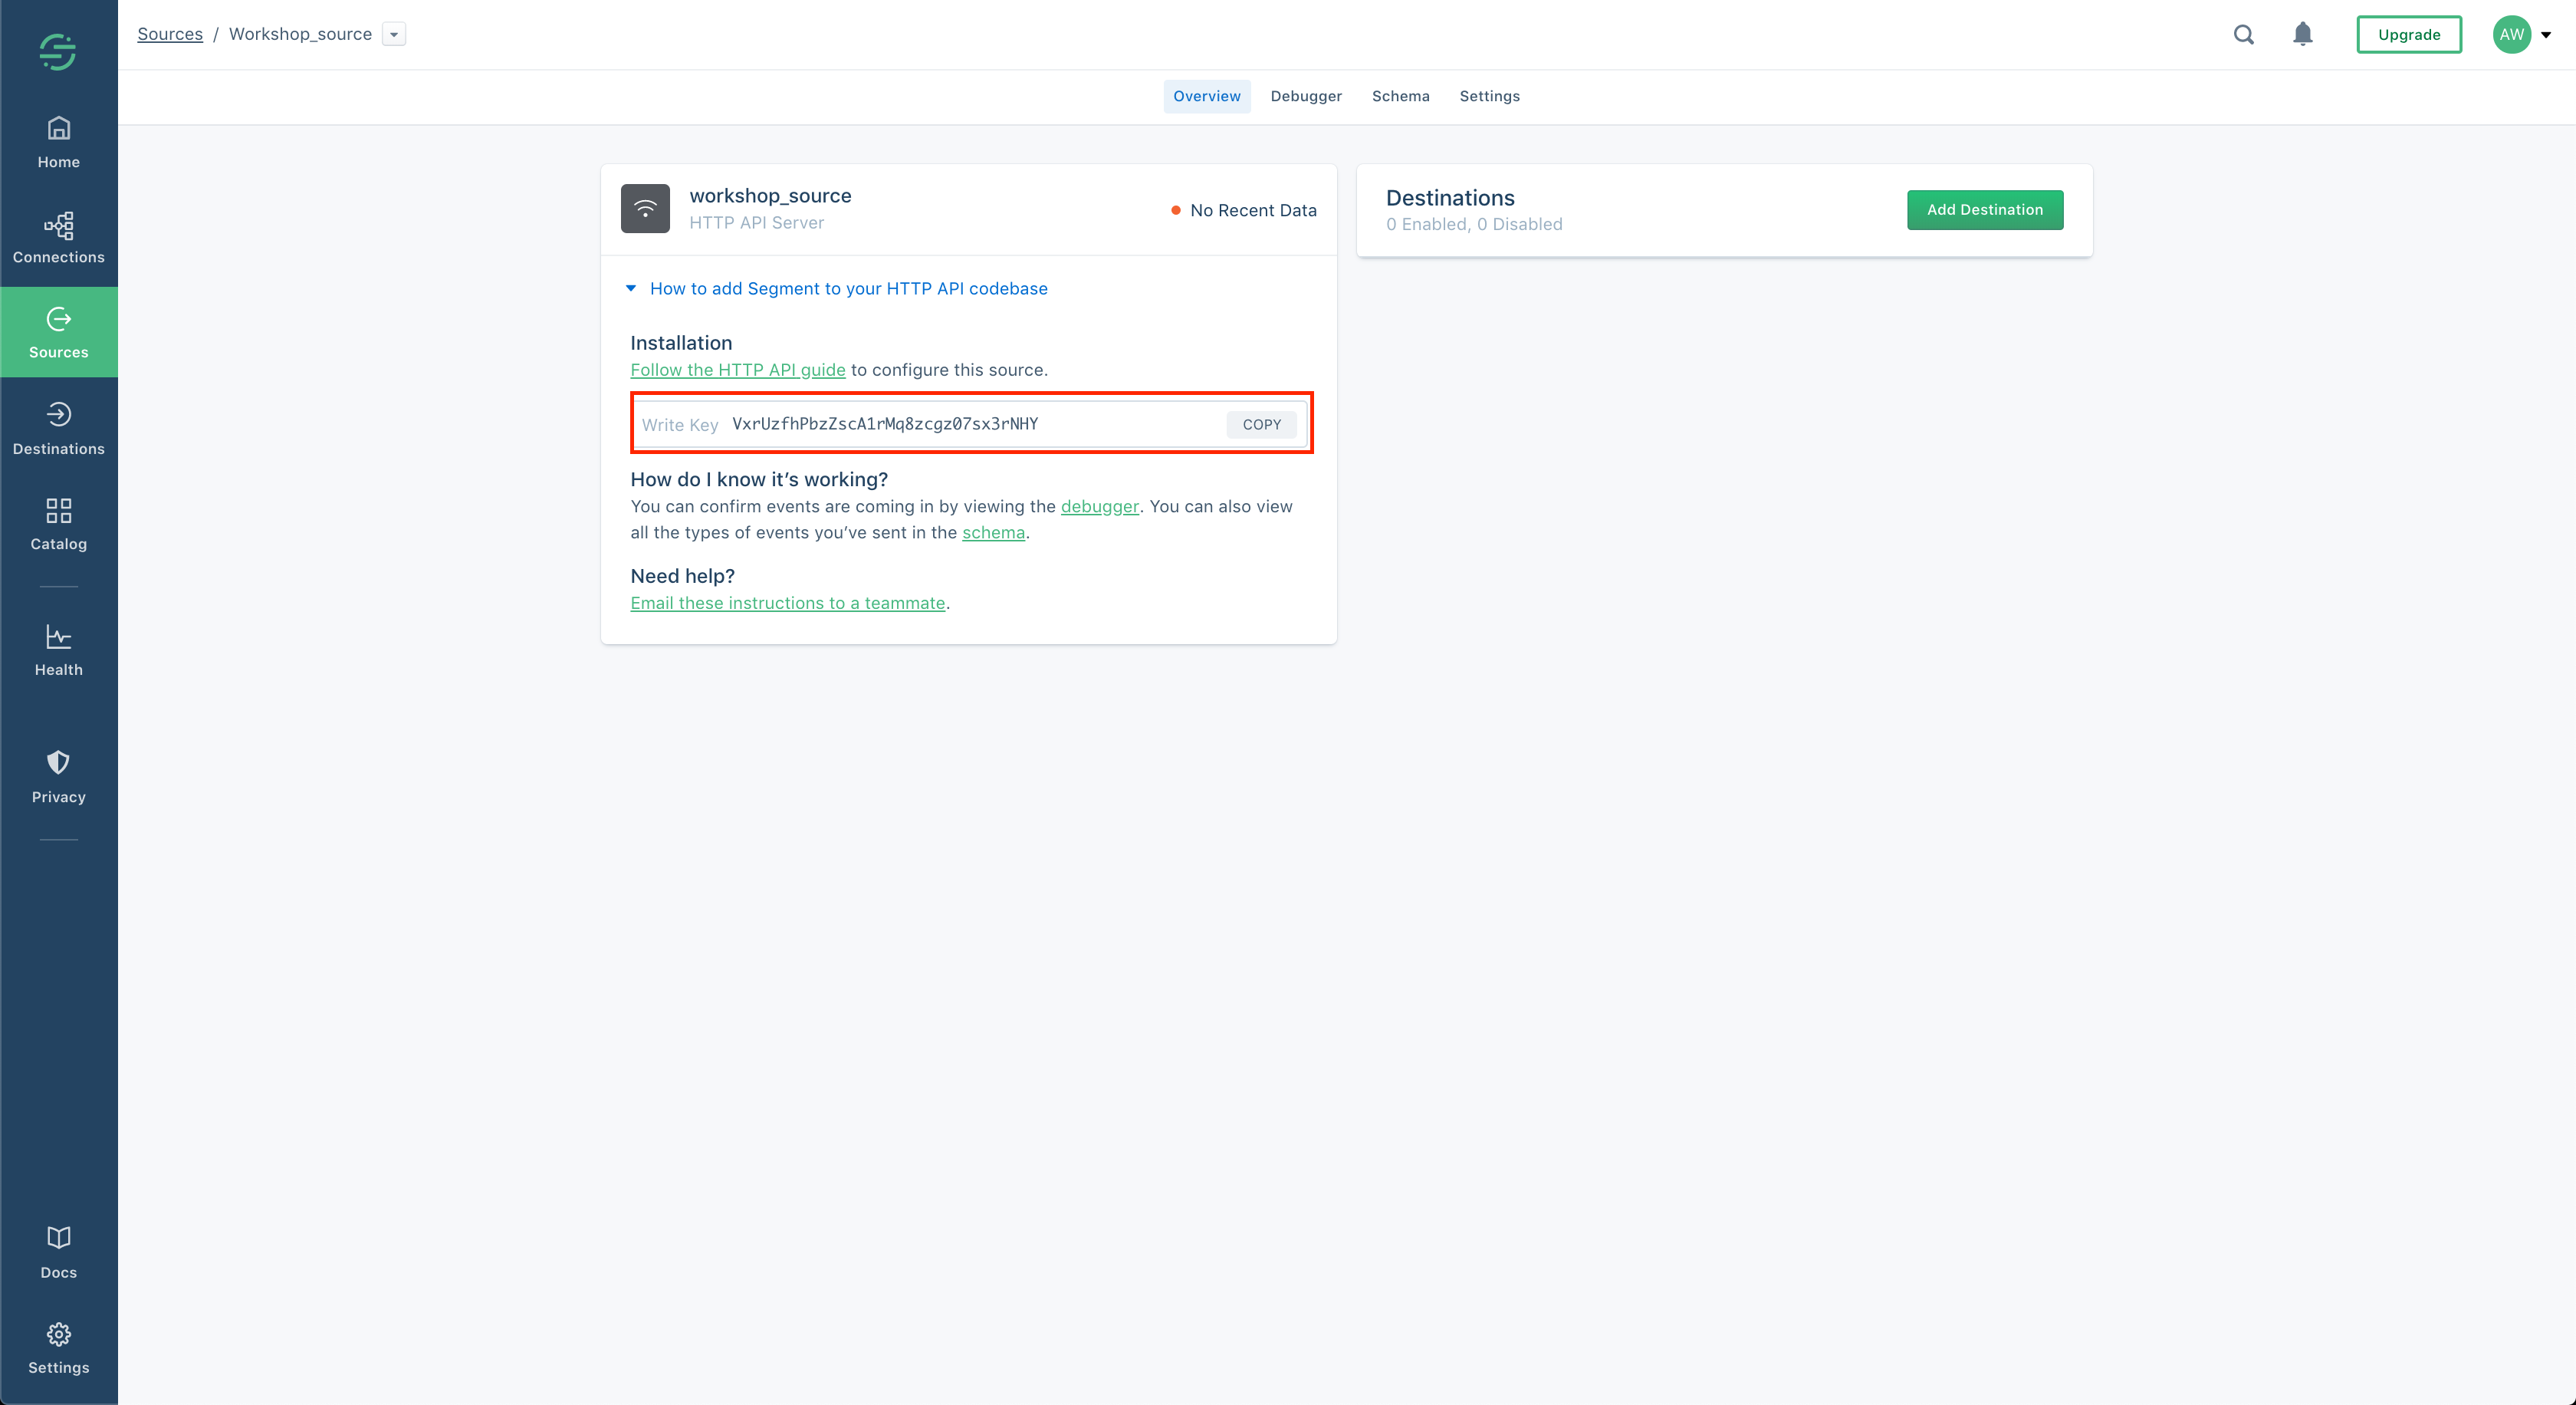 Sources / Workshop_source
Upgrade
AW
Overview Debugger Schema Settings
Home
Connections
Sources
Destinations
Catalog
Health
Privacy
Docs
Settings
workshop_source
HTTP API Server
No Recent Data
How to add Segment to your HTTP API codebase
Installation
Follow the HTTP API guide to configure this source.
Write Key VxrUzfhPbzZscA1rMq8zcgz07sx3rNHY COPY
How do I know it’s working?
You can confirm events are coming in by viewing the debugger. You can also view
all the types of events you’ve sent in the schema.
Need help?
Email these instructions to a teammate.
Destinations
0 Enabled, 0 Disabled
Add Destination